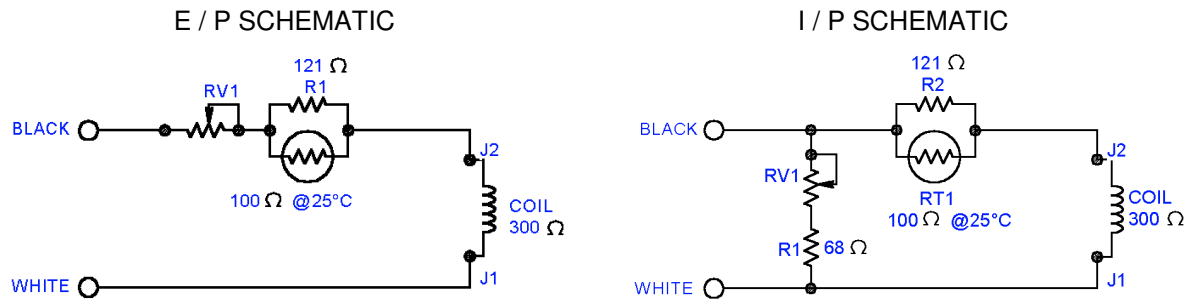 E / P SCHEMATIC
121 Ω
R1
RV1
BLACK
J2
100 Ω @25°C
COIL
300 Ω
J1
WHITE
I / P SCHEMATIC
121 Ω
R2
BLACK
J2
RV1
RT1
100 Ω @25°C
COIL
300 Ω
R1 68 Ω
J1
WHITE